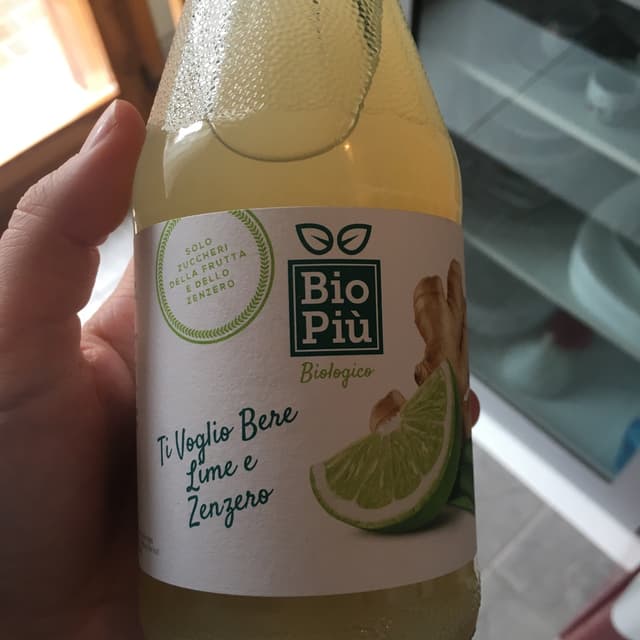 SOLO
ZUCCHERI
DELLA FRUTTA
E DELLO
ZENZERO
Bio
Più
Biologico
Ti Voglio Bere
Lime e
Zenzero